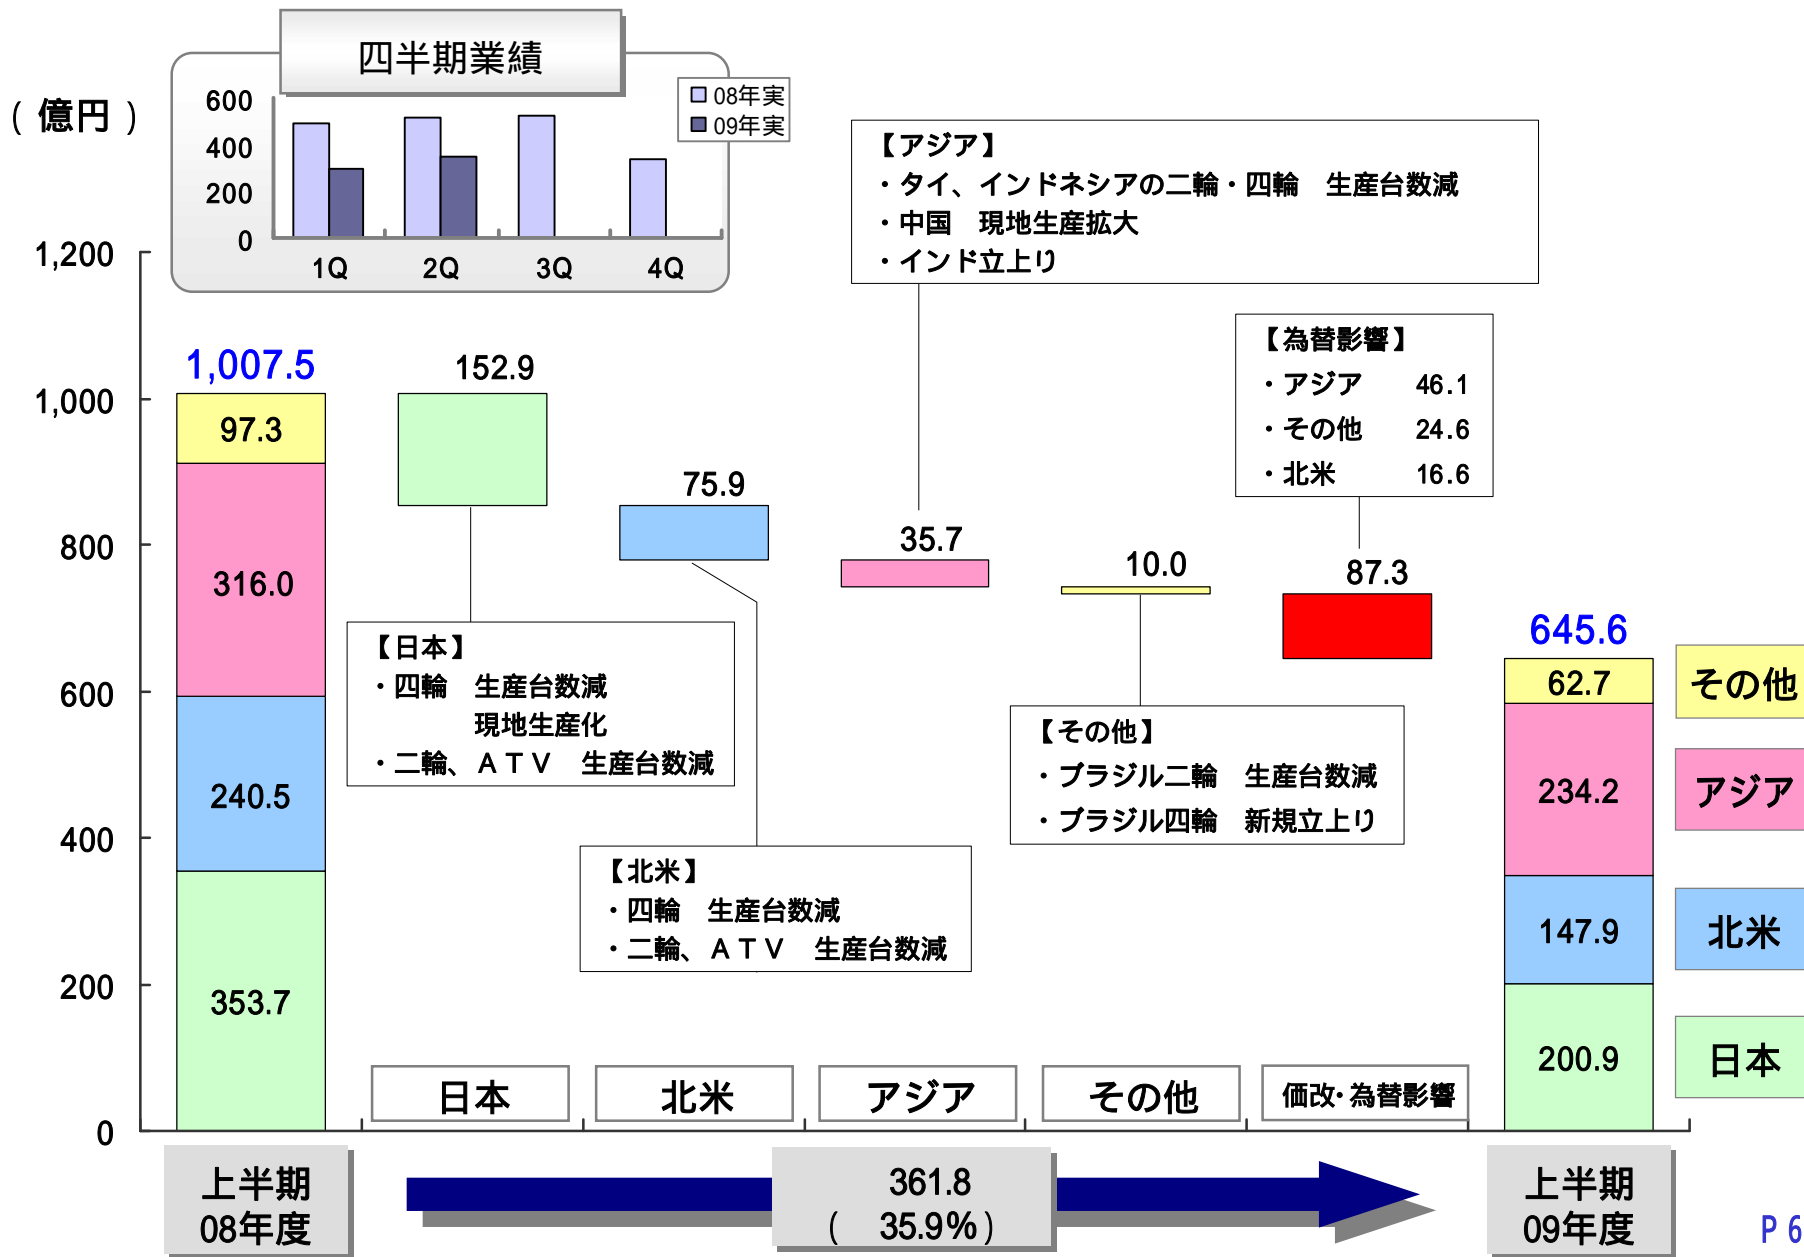 四半期業績
(億円)
600
400
200
0
08年実
09年実
1Q 2Q 3Q 4Q
【アジア】
・タイ、インドネシアの二輪・四輪 生産台数減
・中国 現地生産拡大
・インド立上り
【為替影響】
・アジア 46.1
・その他 24.6
・北米 16.6
1,200
1,000
800
600
400
200
0
1,007.5
97.3
316.0
240.5
353.7
152.9
75.9
35.7
10.0
87.3
645.6
62.7
234.2
147.9
200.9
【日本】
・四輪 生産台数減
現地生産化
・二輪、ATV 生産台数減
【北米】
・四輪 生産台数減
・二輪、ATV 生産台数減
【その他】
・ブラジル二輪 生産台数減
・ブラジル四輪 新規立上り
その他
アジア
北米
日本
日本 北米 アジア その他 価改・為替影響
上半期
08年度
361.8
( 35.9%)
上半期
09年度
P 6